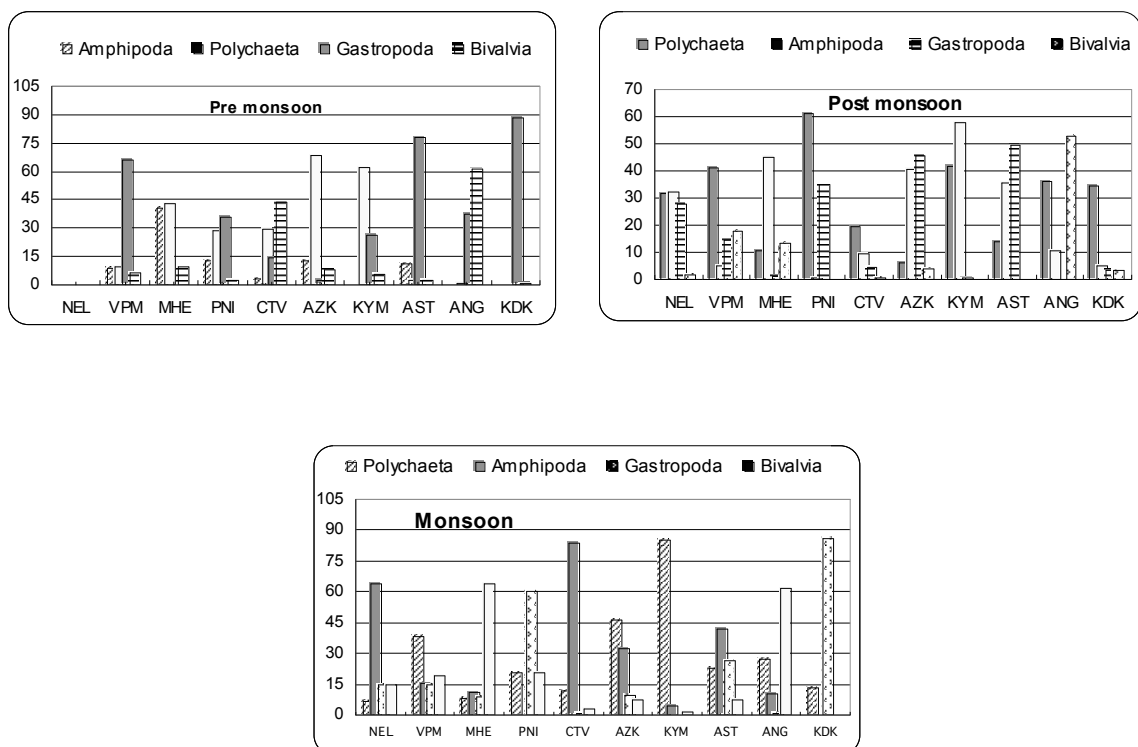 Amphipoda Polychaeta Gastropoda Bivalvia
Pre monsoon
105
90
75
60
45
30
15
0
NEL VPM MHE PNI CTV AZK KYM AST ANG KDK
Polychaeta Amphipoda Gastropoda Bivalvia
Post monsoon
70
60
50
40
30
20
10
0
NEL VPM MHE PNI CTV AZK KYM AST ANG KDK
Polychaeta Amphipoda Gastropoda Bivalvia
Monsoon
105
90
75
60
45
30
15
0
NEL VPM MHE PNI CTV AZK KYM AST ANG KDK